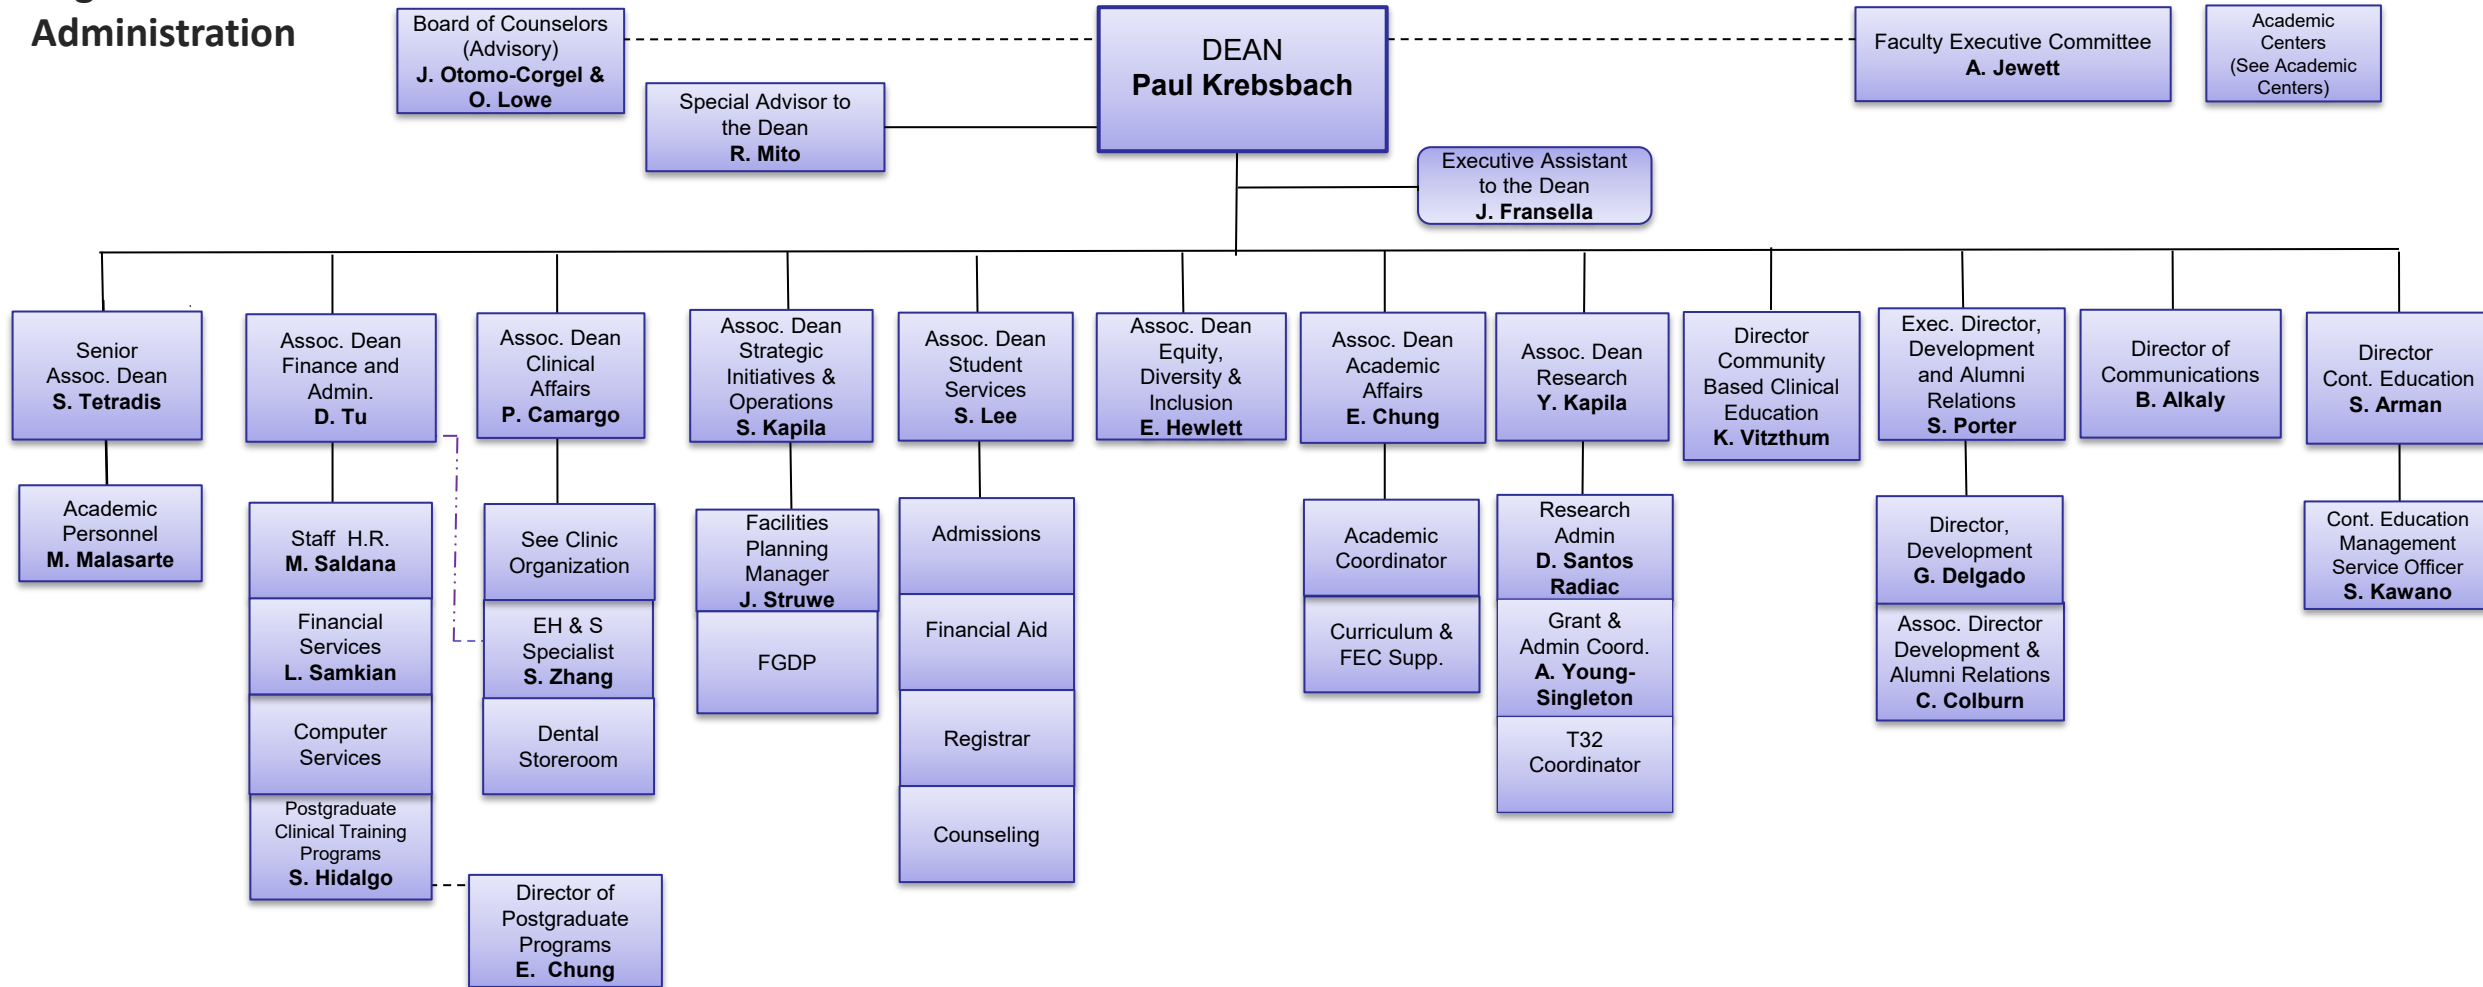 Administration
Board of Counselors
(Advisory)
J. Otomo-Corgel &
O. Lowe
DEAN
Paul Krebsbach
Faculty Executive Committee
A. Jewett
Academic
Centers
(See Academic
Centers)
Special Advisor to
the Dean
R. Mito
Executive Assistant
to the Dean
J. Fransella
Senior
Assoc. Dean
S. Tetradis
Assoc. Dean
Finance and
Admin.
D. Tu
Assoc. Dean
Clinical
Affairs
P. Camargo
Assoc. Dean
Strategic
Initiatives &
Operations
S. Kapila
Assoc. Dean
Student
Services
S. Lee
Assoc. Dean
Equity,
Diversity &
Inclusion
E. Hewlett
Assoc. Dean
Academic
Affairs
E. Chung
Assoc. Dean
Research
Y. Kapila
Director
Community
Based Clinical
Education
K. Vitzthum
Exec. Director,
Development
and Alumni
Relations
S. Porter
Director of
Communications
B. Alkaly
Director
Cont. Education
S. Arman
Academic
Personnel
M. Malasarte
Staff H.R.
M. Saldana
Financial
Services
L. Samkian
Computer
Services
Postgraduate
Clinical Training
Programs
S. Hidalgo
Director of
Postgraduate
Programs
E. Chung
See Clinic
Organization
EH & S
Specialist
S. Zhang
Dental
Storeroom
Facilities
Planning
Manager
J. Struwe
FGDP
Admissions
Financial Aid
Registrar
Counseling
Academic
Coordinator
Curriculum &
FEC Supp.
Research
Admin
D. Santos
Radiac
Grant &
Admin Coord.
A. Young-
Singleton
T32
Coordinator
Director,
Development
G. Delgado
Assoc. Director
Development &
Alumni Relations
C. Colburn
Cont. Education
Management
Service Officer
S. Kawano